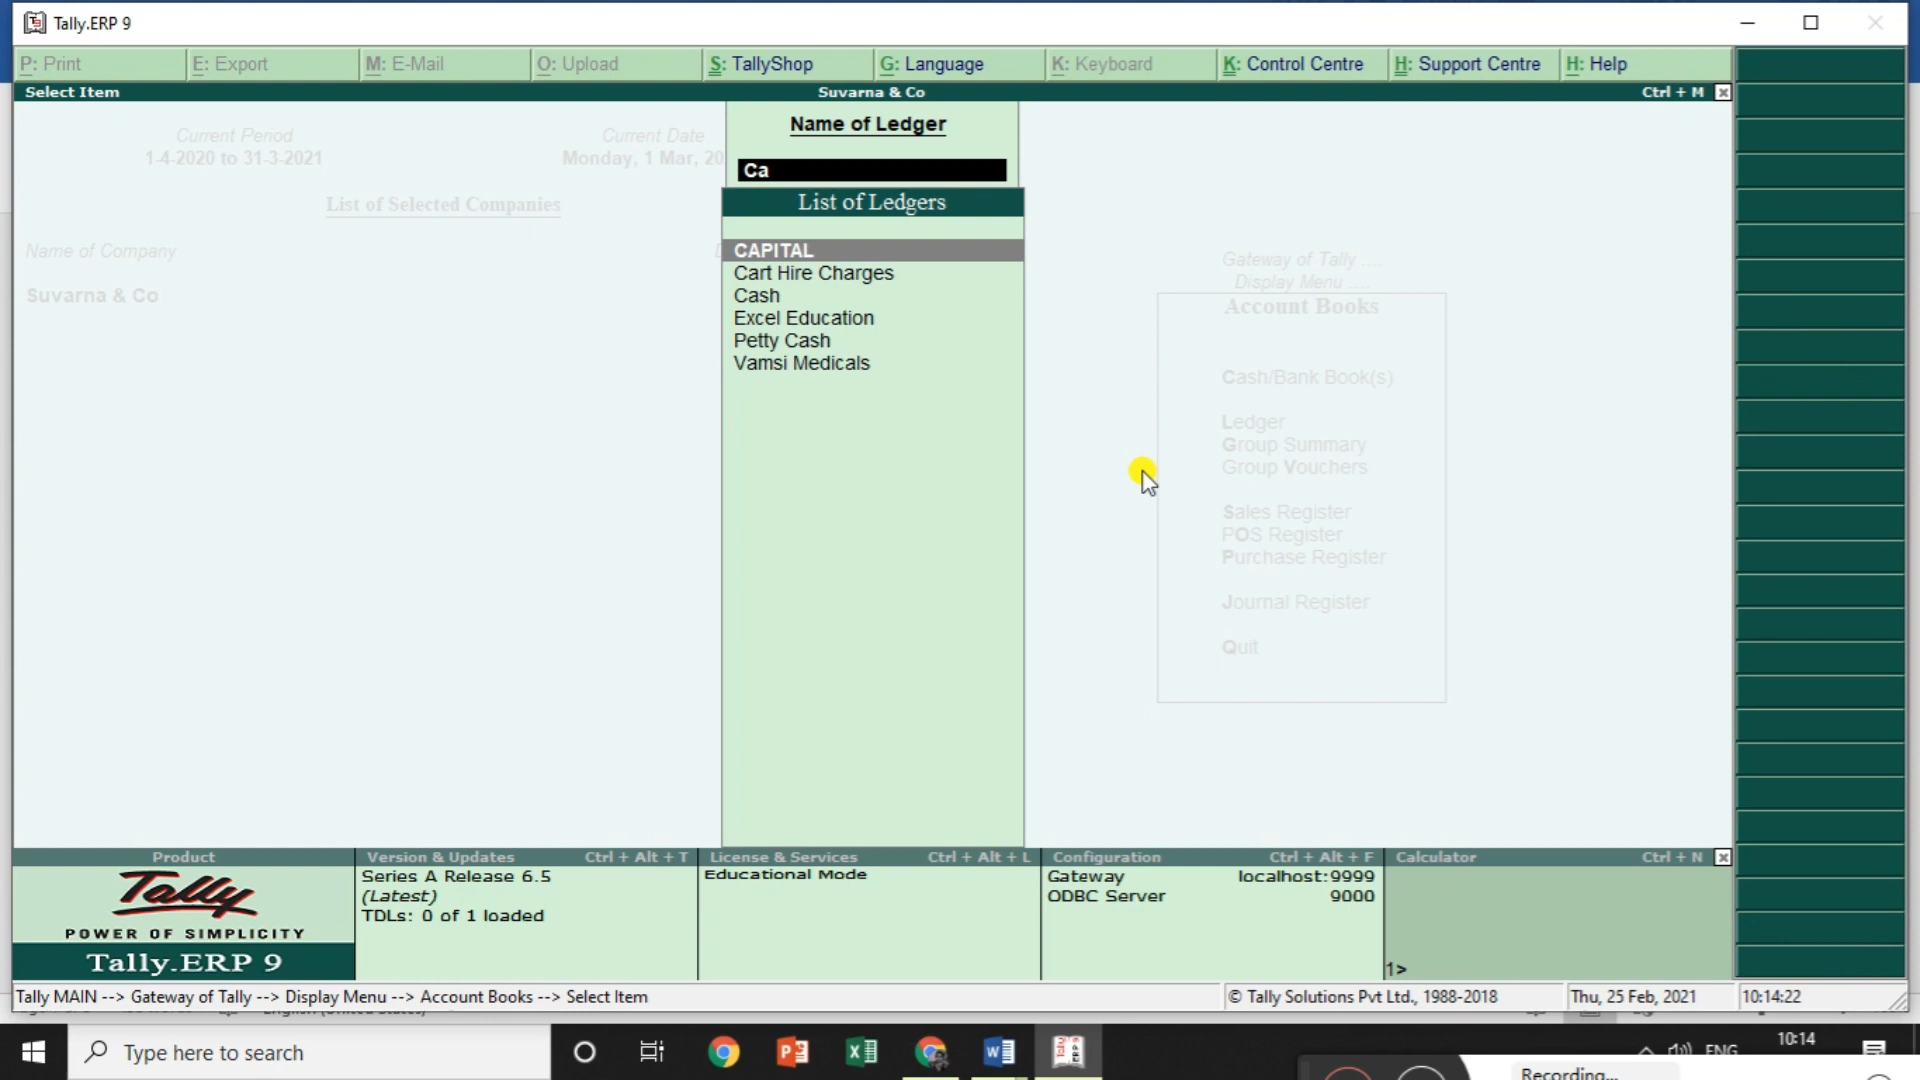 Tally.ERP 9
P: Print
E: Export
M: E-Mail
O: Upload
S: TallyShop
G: Language
K: Keyboard
K: Control Centre
H: Support Centre
H: Help
Select Item
Suvarna & Co
Ctrl + M
Current Period
1-4-2020 to 31-3-2021
Current Date
Monday, 1 Mar, 20
List of Selected Companies
Name of Company
Suvarna & Co
Name of Ledger
Ca
List of Ledgers
CAPITAL
Cart Hire Charges
Cash
Excel Education
Petty Cash
Vamsi Medicals
Gateway of Tally ....
Display Menu ....
Account Books
Cash/Bank Book(s)
Ledger
Group Summary
Group Vouchers
Sales Register
POS Register
Purchase Register
Journal Register
Quit
Product
Tally
POWER OF SIMPLICITY
Tally.ERP 9
Version & Updates Ctrl + Alt + T
Series A Release 6.5
(Latest)
TDLs: 0 of 1 loaded
License & Services Ctrl + Alt + L
Educational Mode
Configuration Ctrl + Alt + F
Gateway localhost:9999
ODBC Server 9000
Calculator Ctrl + N
1>
Tally MAIN --> Gateway of Tally --> Display Menu --> Account Books --> Select Item
© Tally Solutions Pvt Ltd., 1988-2018
Thu, 25 Feb, 2021
10:14:22
Type here to search
ENG
10:14
Recording...